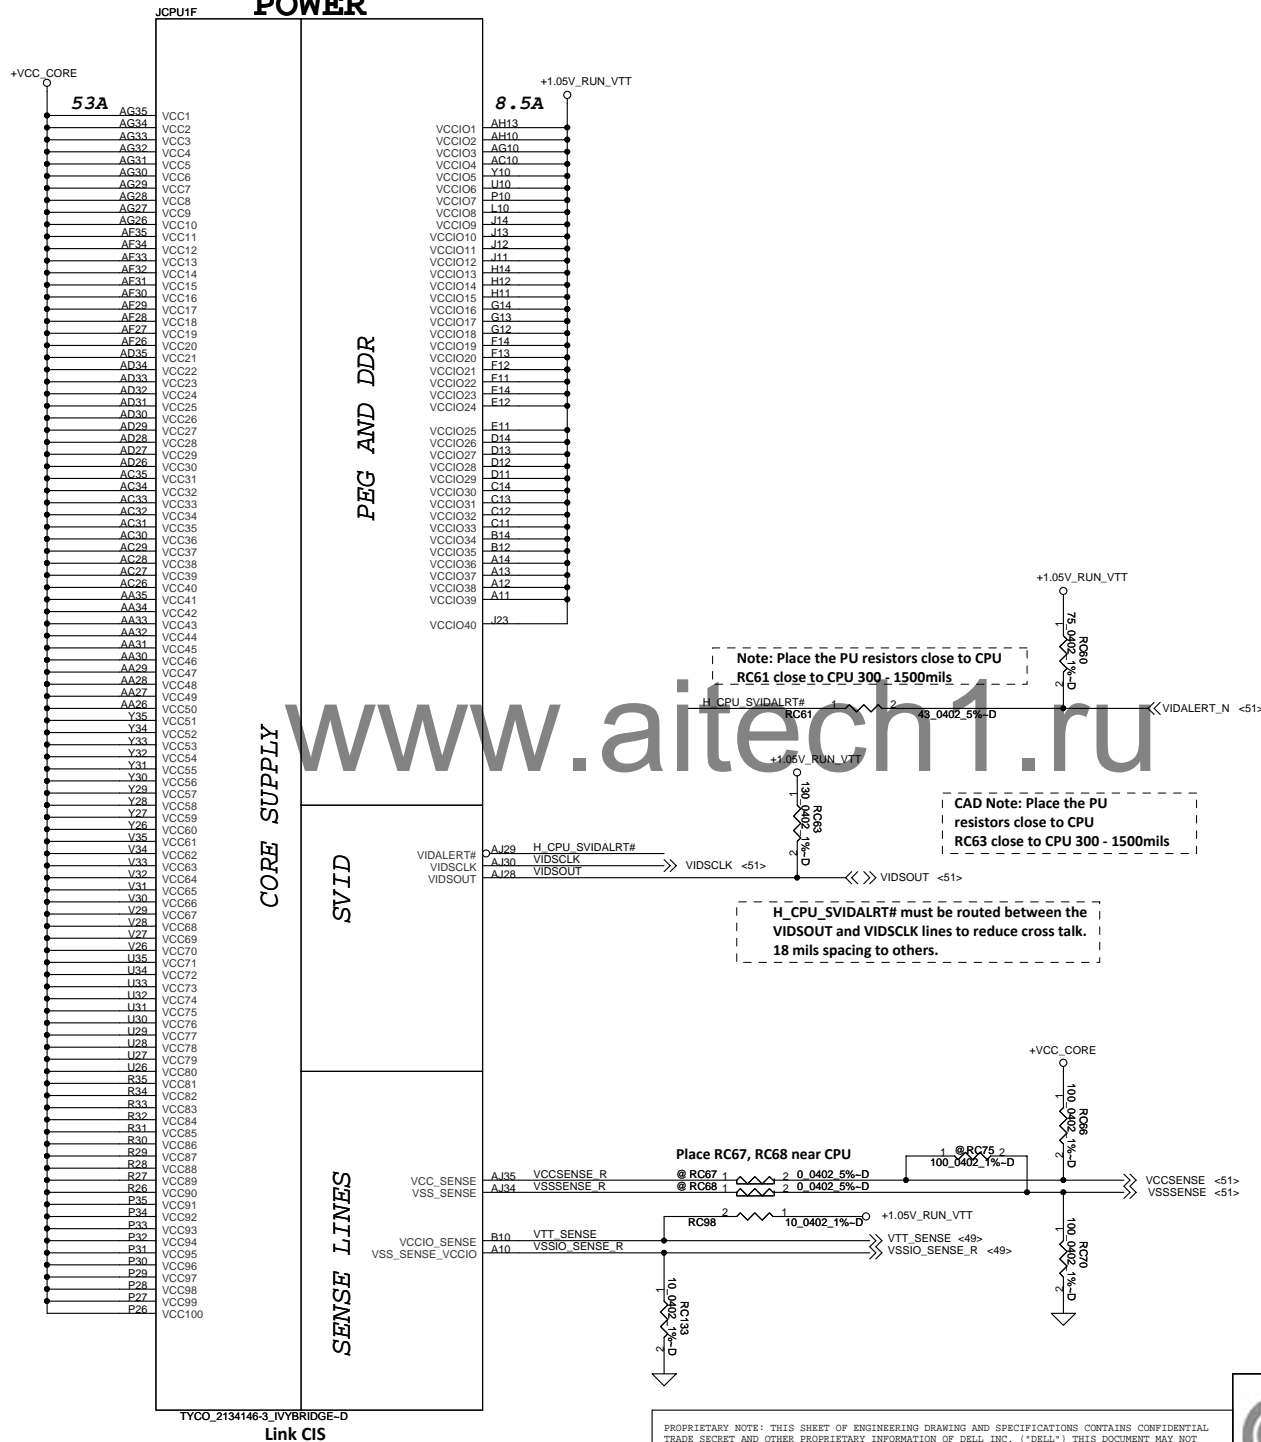 POWER
JCPU1F
+VCC_CORE
53A
+1.05V_RUN_VTT
8.5A
AG35 VCC1
AG34 VCC2
AG33 VCC3
AG32 VCC4
AG31 VCC5
AG30 VCC6
AG29 VCC7
AG28 VCC8
AG27 VCC9
AG26 VCC10
AF35 VCC11
AF34 VCC12
AF33 VCC13
AF32 VCC14
AF31 VCC15
AF30 VCC16
AF29 VCC17
AF28 VCC18
AF27 VCC19
AF26 VCC20
AD35 VCC21
AD34 VCC22
AD33 VCC23
AD32 VCC24
AD31 VCC25
AD30 VCC26
AD29 VCC27
AD28 VCC28
AD27 VCC29
AD26 VCC30
AC35 VCC31
AC34 VCC32
AC33 VCC33
AC32 VCC34
AC31 VCC35
AC30 VCC36
AC29 VCC37
AC28 VCC38
AC27 VCC39
AC26 VCC40
AA35 VCC41
AA34 VCC42
AA33 VCC43
AA32 VCC44
AA31 VCC45
AA30 VCC46
AA29 VCC47
AA28 VCC48
AA27 VCC49
AA26 VCC50
Y35 VCC51
Y34 VCC52
Y33 VCC53
Y32 VCC54
Y31 VCC55
Y30 VCC56
Y29 VCC57
Y28 VCC58
Y27 VCC59
Y26 VCC60
V35 VCC61
V34 VCC62
V33 VCC63
V32 VCC64
V31 VCC65
V30 VCC66
V29 VCC67
V28 VCC68
V27 VCC69
V26 VCC70
U35 VCC71
U34 VCC72
U33 VCC73
U32 VCC74
U31 VCC75
U30 VCC76
U29 VCC77
U28 VCC78
U27 VCC79
U26 VCC80
R35 VCC81
R34 VCC82
R33 VCC83
R32 VCC84
R31 VCC85
R30 VCC86
R29 VCC87
R28 VCC88
R27 VCC89
R26 VCC90
P35 VCC91
P34 VCC92
P33 VCC93
P32 VCC94
P31 VCC95
P30 VCC96
P29 VCC97
P28 VCC98
P27 VCC99
P26 VCC100
CORE SUPPLY
PEG AND DDR
SVID
SENSE LINES
VCCIO1 AH13
VCCIO2 AH10
VCCIO3 AG10
VCCIO4 AC10
VCCIO5 Y10
VCCIO6 U10
VCCIO7 P10
VCCIO8 L10
VCCIO9 J14
VCCIO10 J13
VCCIO11 J12
VCCIO12 J11
VCCIO13 H14
VCCIO14 H12
VCCIO15 H11
VCCIO16 G14
VCCIO17 G13
VCCIO18 G12
VCCIO19 F14
VCCIO20 F13
VCCIO21 F12
VCCIO22 F11
VCCIO23 E14
VCCIO24 E12
VCCIO25 E11
VCCIO26 D14
VCCIO27 D13
VCCIO28 D12
VCCIO29 D11
VCCIO30 C14
VCCIO31 C13
VCCIO32 C12
VCCIO33 C11
VCCIO34 B14
VCCIO35 B12
VCCIO36 A14
VCCIO37 A13
VCCIO38 A12
VCCIO39 A11
VCCIO40 J23
+1.05V_RUN_VTT
1 75_0402_1%~D RC60 2
Note: Place the PU resistors close to CPU
RC61 close to CPU 300 - 1500mils
H_CPU_SVIDALRT# RC61 1 2 43_0402_5%~D
VIDALERT_N <51>
www.aitech1.ru
+1.05V_RUN_VTT
1 130_0402_1%~D RC63 2
CAD Note: Place the PU
resistors close to CPU
RC63 close to CPU 300 - 1500mils
VIDALERT# AJ29 H_CPU_SVIDALRT#
VIDSCLK AJ30 VIDSCLK VIDSCLK <51>
VIDSOUT AJ28 VIDSOUT VIDSOUT <51>
H_CPU_SVIDALRT# must be routed between the
VIDSOUT and VIDSCLK lines to reduce cross talk.
18 mils spacing to others.
+VCC_CORE
1 100_0402_1%~D RC66 2
Place RC67, RC68 near CPU
1 @RC75 2
100_0402_1%~D
VCC_SENSE AJ35 VCCSENSE_R @ RC67 1 2 0_0402_5%~D VCCSENSE <51>
VSS_SENSE AJ34 VSSSENSE_R @ RC68 1 2 0_0402_5%~D VSSSENSE <51>
RC98 2 1 10_0402_1%~D +1.05V_RUN_VTT
VCCIO_SENSE B10 VTT_SENSE VTT_SENSE <49>
VSS_SENSE_VCCIO A10 VSSIO_SENSE_R VSSIO_SENSE_R <49>
1 100_0402_1%~D RC70 2
1 10_0402_1%~D RC133 2
TYCO_2134146-3_IVYBRIDGE~D
Link CIS
PROPRIETARY NOTE: THIS SHEET OF ENGINEERING DRAWING AND SPECIFICATIONS CONTAINS CONFIDENTIAL
TRADE SECRET AND OTHER PROPRIETARY INFORMATION OF DELL INC. ("DELL") THIS DOCUMENT MAY NOT